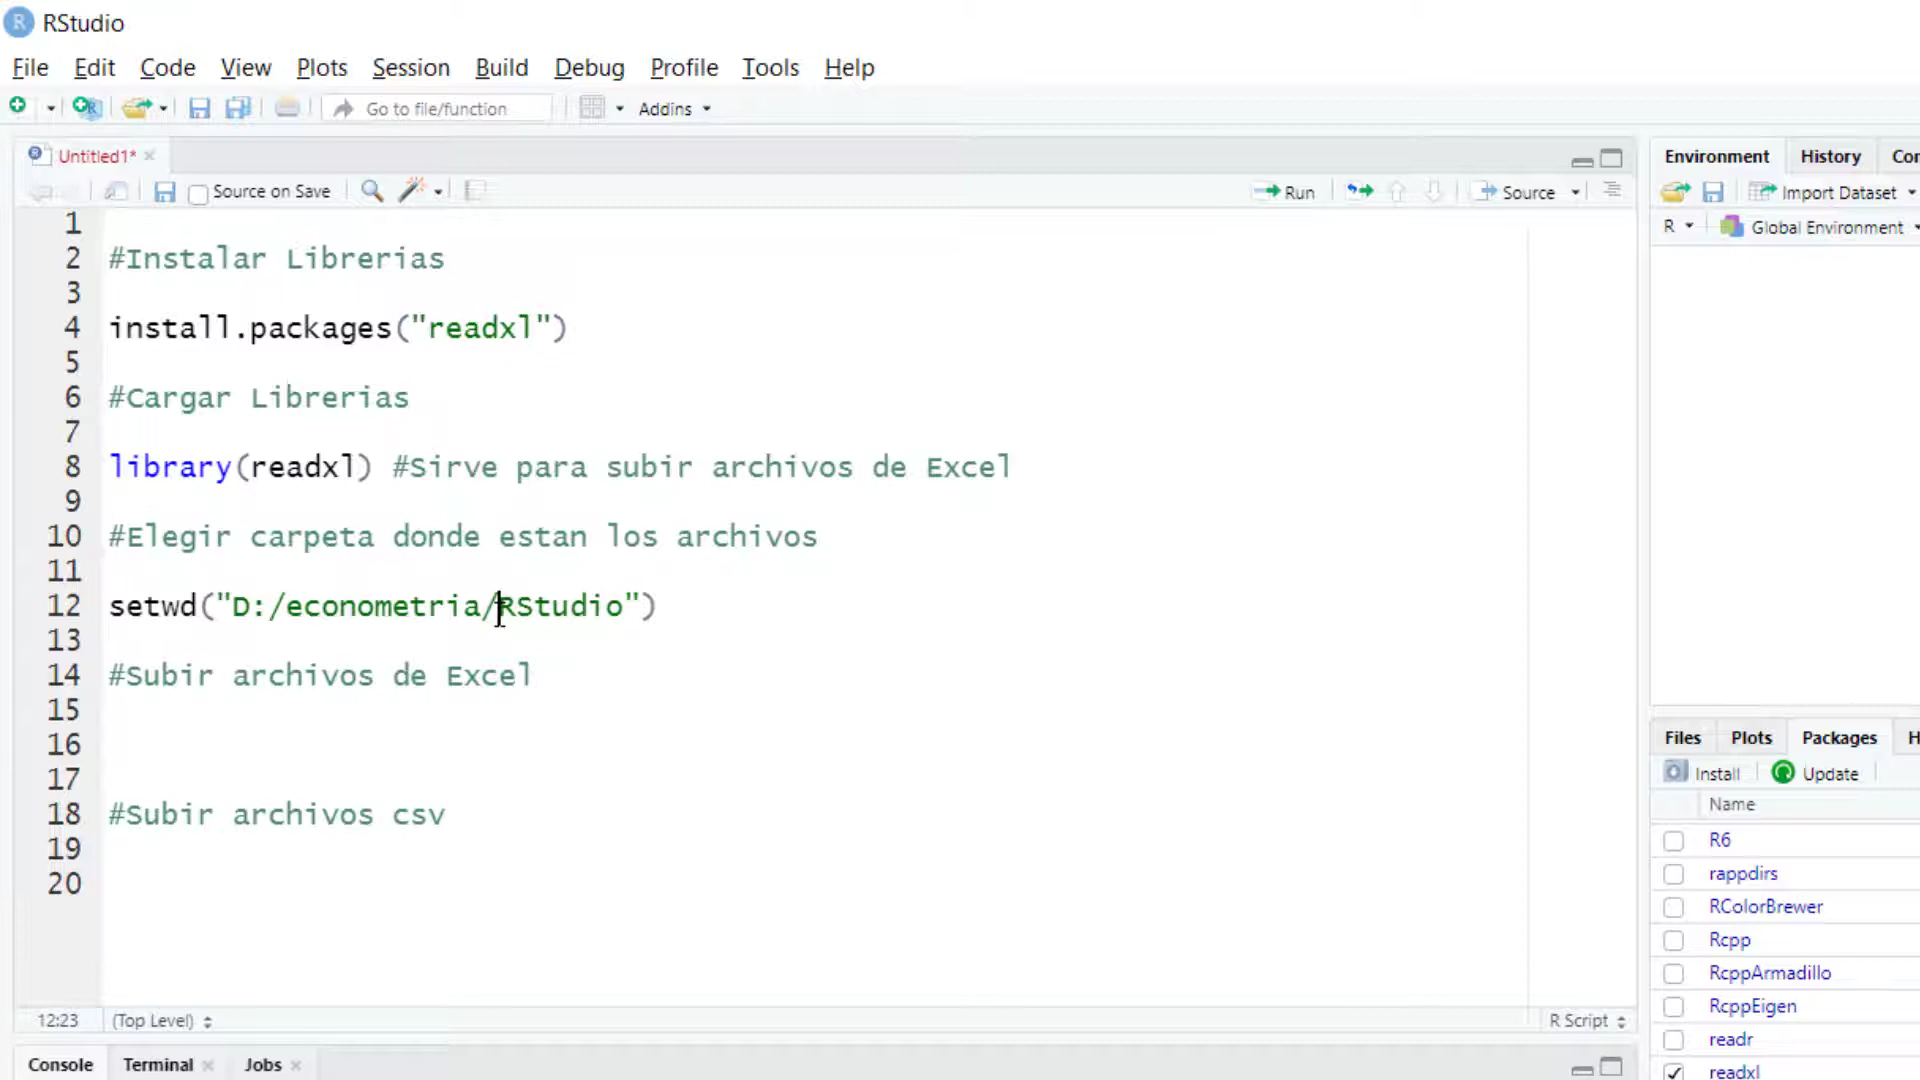 RStudio
File Edit Code View Plots Session Build Debug Profile Tools Help
Go to file/function Addins
Untitled1*
Source on Save Run Source
1
2 #Instalar Librerias
3
4 install.packages("readxl")
5
6 #Cargar Librerias
7
8 library(readxl) #Sirve para subir archivos de Excel
9
10 #Elegir carpeta donde estan los archivos
11
12 setwd("D:/econometria/RStudio")
13
14 #Subir archivos de Excel
15
16
17
18 #Subir archivos csv
19
20
12:23 (Top Level) R Script
Console Terminal Jobs
Environment History Con
Import Dataset
R Global Environment
Files Plots Packages H
Install Update
Name
R6
rappdirs
RColorBrewer
Rcpp
RcppArmadillo
RcppEigen
readr
readxl